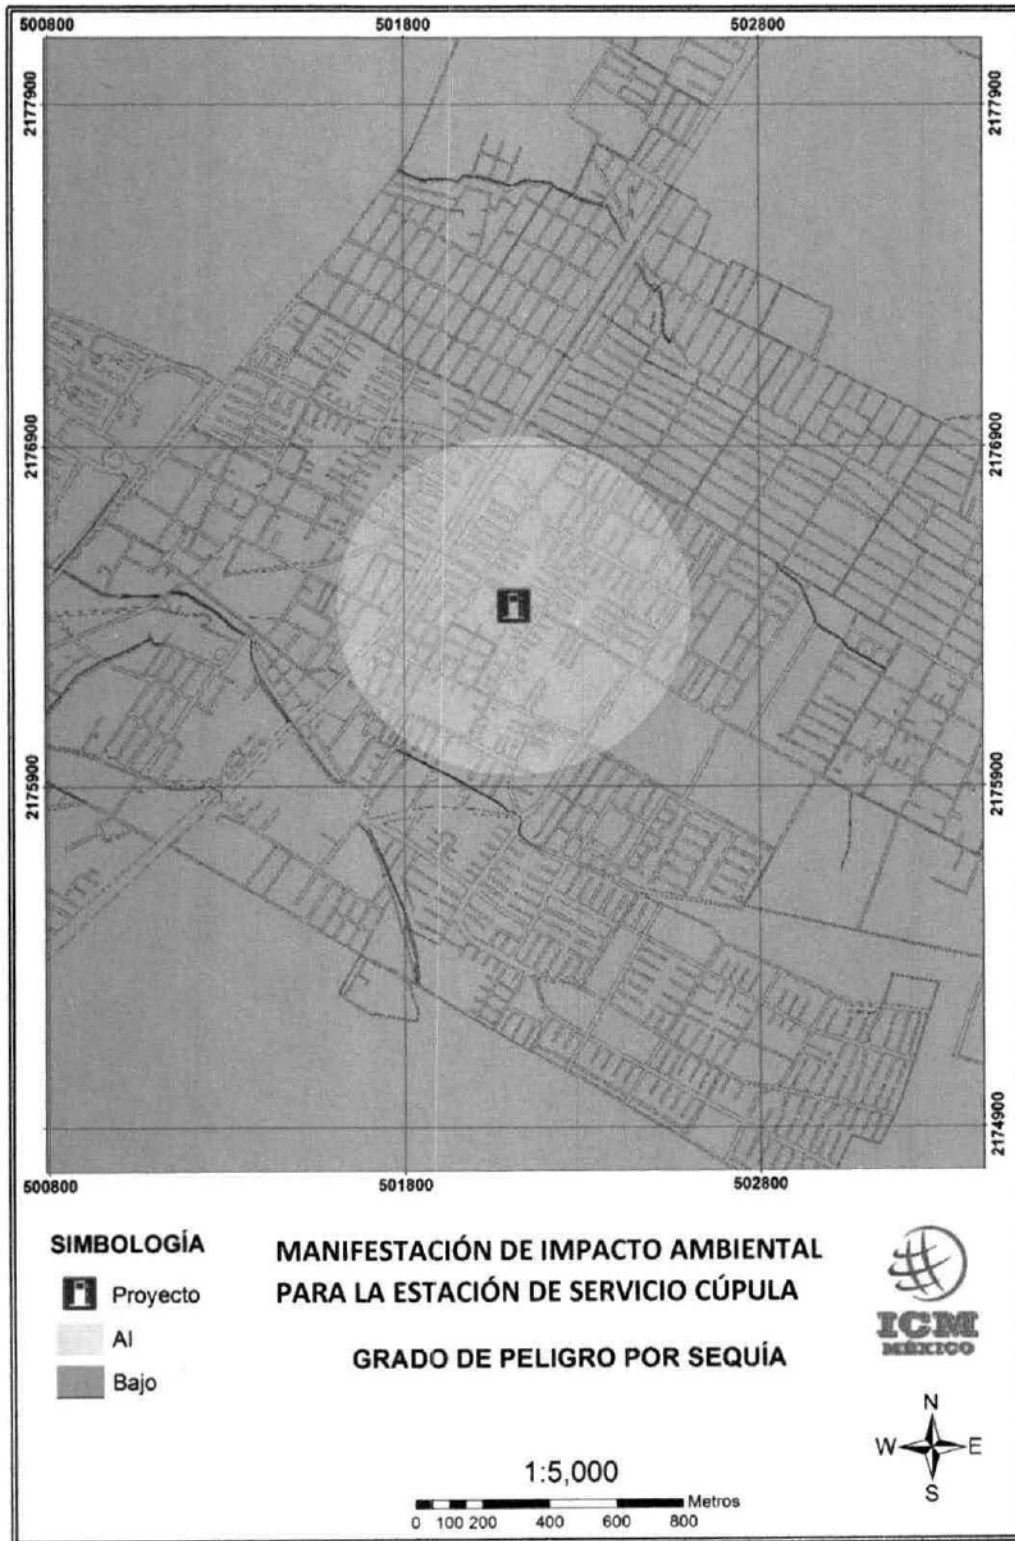 500800 501800 502800
2177900 2177900
2176900 2176900
2175900 2175900
2174900 2174900
500800 501800 502800
SIMBOLOGÍA
Proyecto
AI
Bajo
MANIFESTACIÓN DE IMPACTO AMBIENTAL
PARA LA ESTACIÓN DE SERVICIO CÚPULA
GRADO DE PELIGRO POR SEQUÍA
ICM
MÉXICO
N
W E
S
1:5,000
Metros
0 100 200 400 600 800